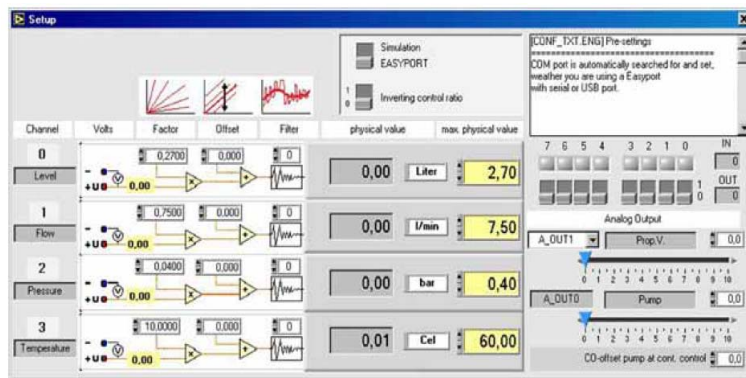 Setup
Simulation
EASYPORT
1
0
Inverting control ratio
[CONF_TXT.ENG] Pre-settings
==================================
COM port is automatically searched for and set,
weather you are using a Easyport
with serial or USB port.
Channel Volts Factor Offset Filter physical value max. physical value
7 6 5 4 3 2 1 0 IN
0
OUT
1
0
0
0 0,2700 0,000 0
Level - +U V 0,00 x + 0,00 Liter 2,70
1 0,7500 0,000 0
Flow - +U V 0,00 x + 0,00 l/min 7,50
2 0,0400 0,000 0
Pressure - +U V 0,00 x + 0,00 bar 0,40
3 10,0000 0,000 0
Temperature - +U V 0,00 x + 0,01 Cel 60,00
Analog Output
A_OUT1 Prop.V. 0,0
0 1 2 3 4 5 6 7 8 9 10
A_OUT0 Pump 0,0
0 1 2 3 4 5 6 7 8 9 10
CO-offset pump at cont. control 0,0